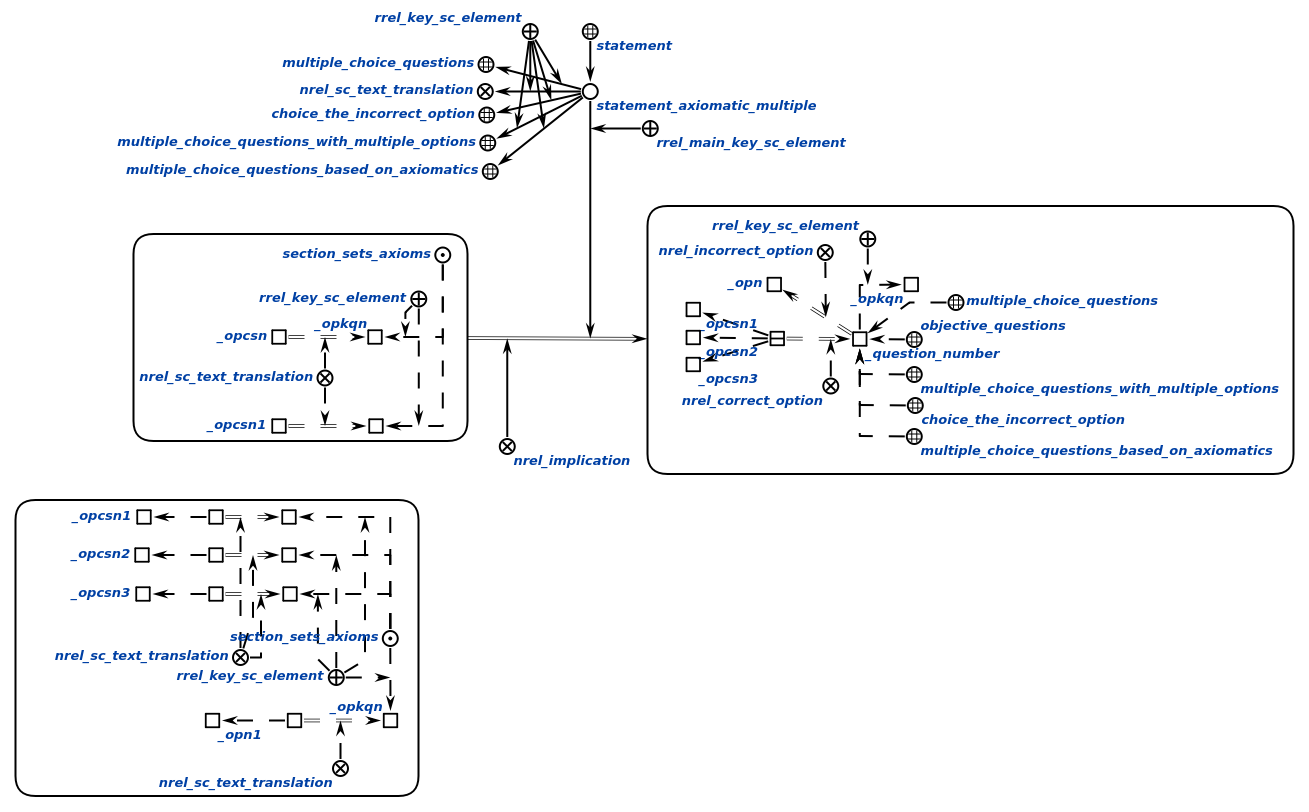 rrel_key_sc_element
statement
multiple_choice_questions
nrel_sc_text_translation
statement_axiomatic_multiple
choice_the_incorrect_option
multiple_choice_questions_with_multiple_options
rrel_main_key_sc_element
multiple_choice_questions_based_on_axiomatics
section_sets_axioms
rrel_key_sc_element
_opkqn
_opcsn
nrel_sc_text_translation
_opcsn1
nrel_implication
rrel_key_sc_element
nrel_incorrect_option
_opn
_opkqn
multiple_choice_questions
_opcsn1
objective_questions
_opcsn2
_question_number
_opcsn3
multiple_choice_questions_with_multiple_options
nrel_correct_option
choice_the_incorrect_option
multiple_choice_questions_based_on_axiomatics
_opcsn1
_opcsn2
_opcsn3
section_sets_axioms
nrel_sc_text_translation
rrel_key_sc_element
_opkqn
_opn1
nrel_sc_text_translation